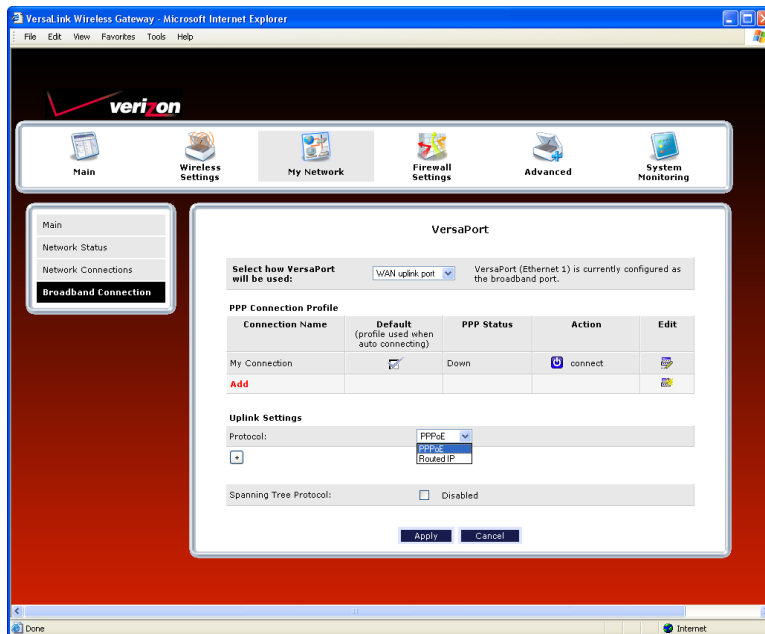 VersaLink Wireless Gateway - Microsoft Internet Explorer
File Edit View Favorites Tools Help
verizon
Main
Wireless
Settings
My Network
Firewall
Settings
Advanced
System
Monitoring
Main
Network Status
Network Connections
Broadband Connection
VersaPort
Select how VersaPort
will be used:
WAN uplink port
VersaPort (Ethernet 1) is currently configured as
the broadband port.
PPP Connection Profile
Connection Name
Default
(profile used when
auto connecting)
PPP Status
Action
Edit
My Connection
Down
connect
Add
Uplink Settings
Protocol:
PPPoE
PPPoE
Routed IP
+
Spanning Tree Protocol:
Disabled
Apply
Cancel
Done
Internet